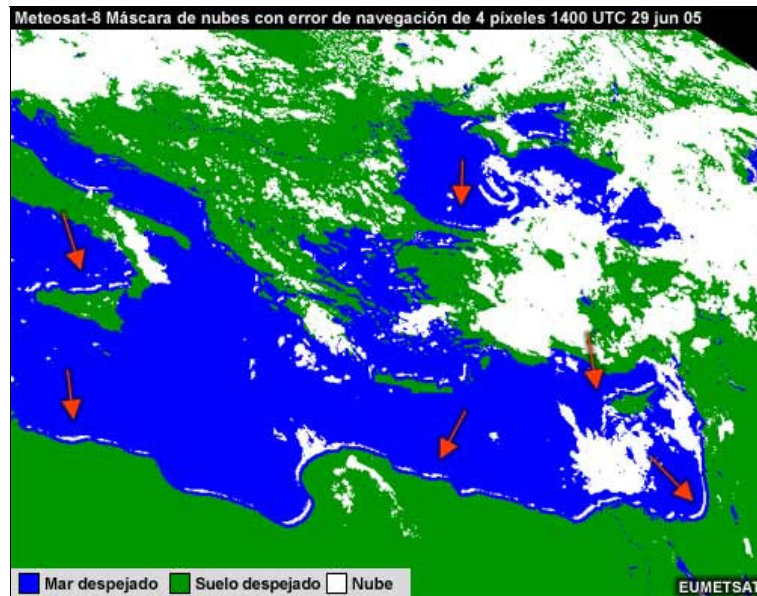 Meteosat-8 Máscara de nubes con error de navegación de 4 píxeles 1400 UTC 29 jun 05
Mar despejado Suelo despejado Nube
EUMETSAT